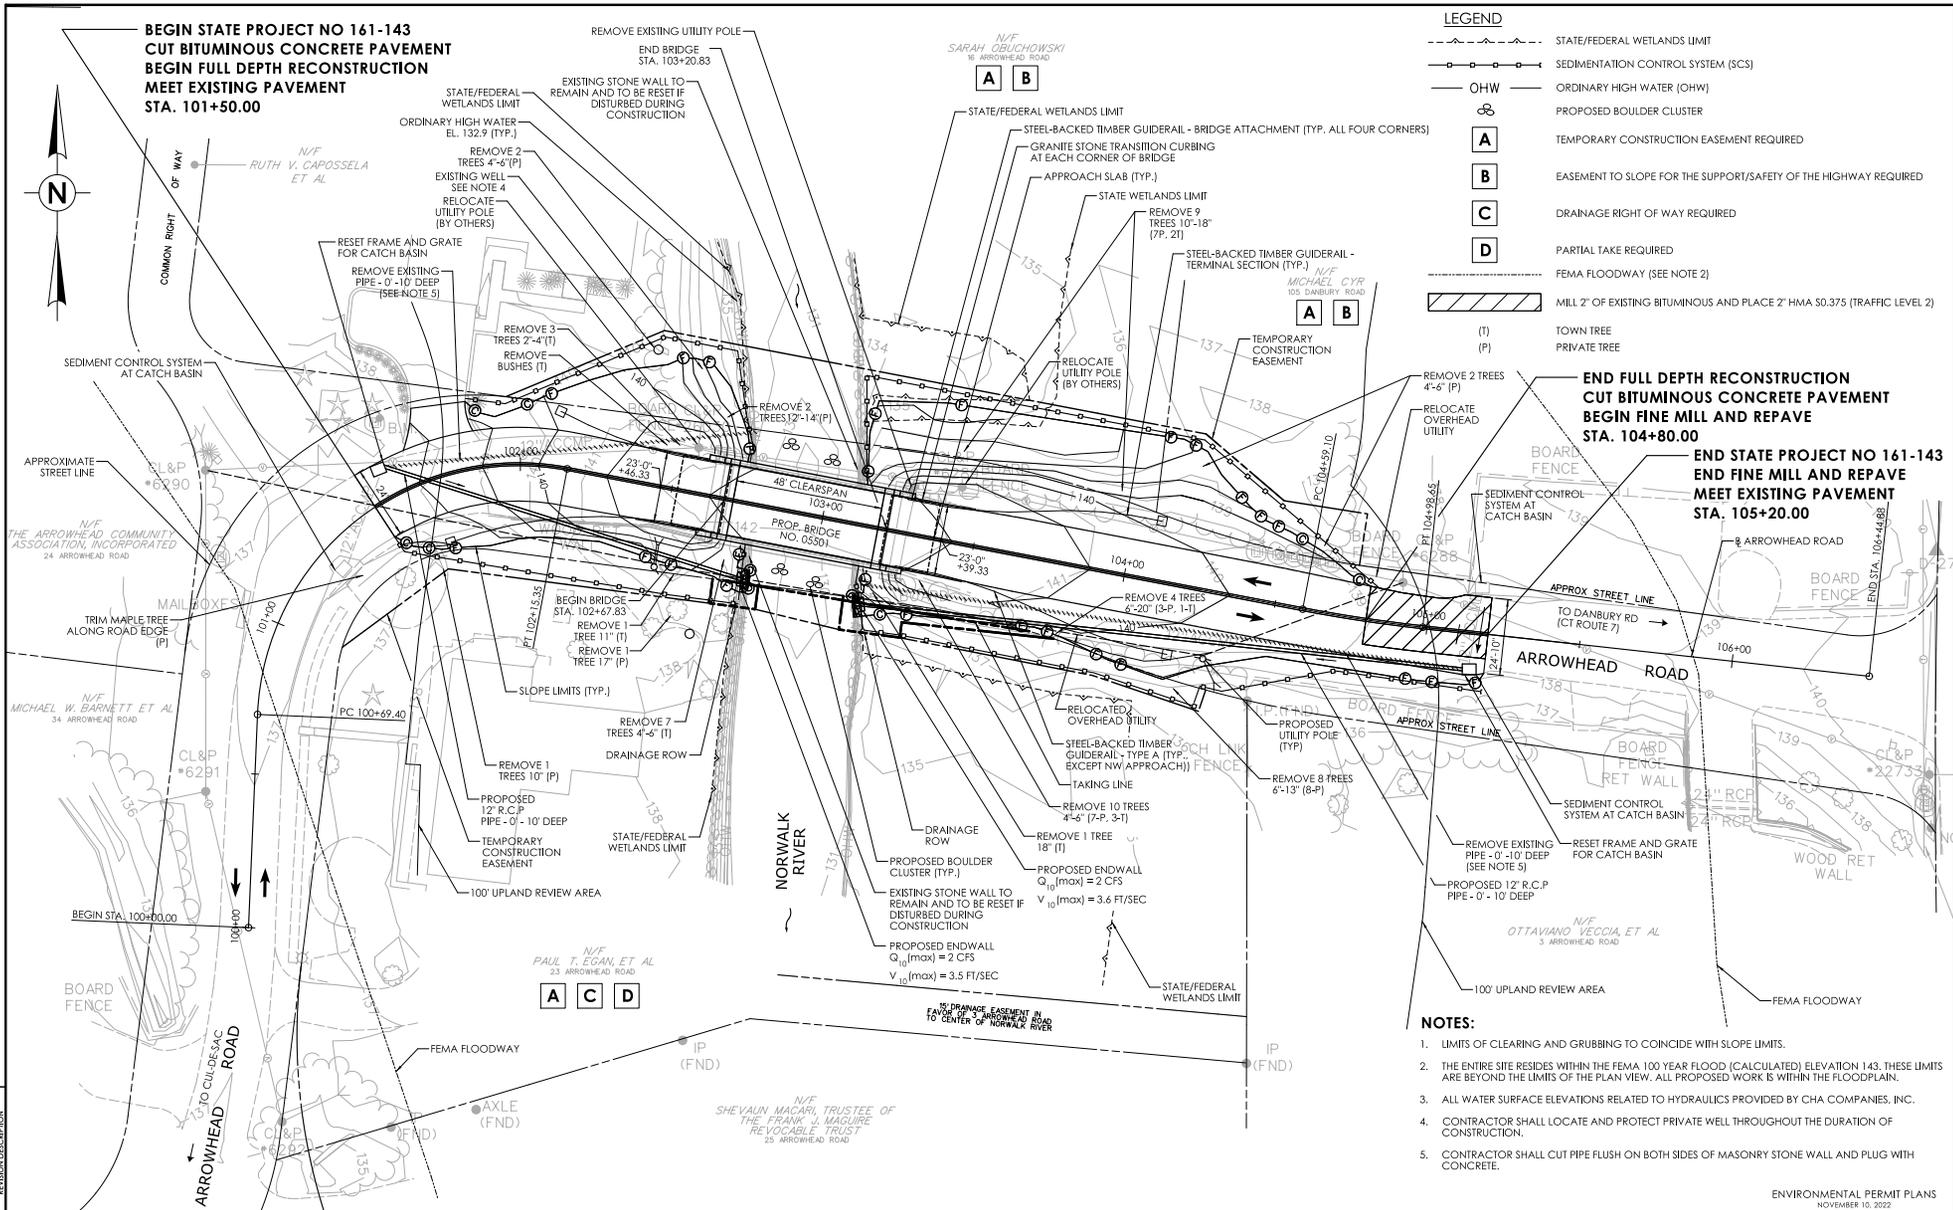 BEGIN STATE PROJECT NO 161-143
CUT BITUMINOUS CONCRETE PAVEMENT
BEGIN FULL DEPTH RECONSTRUCTION
MEET EXISTING PAVEMENT
STA. 101+50.00
N
REMOVE EXISTING UTILITY POLE
END BRIDGE
STA. 103+20.83
EXISTING STONE WALL TO
REMAIN AND TO BE RESET IF
DISTURBED DURING
CONSTRUCTION
STATE/FEDERAL
WETLANDS LIMIT
ORDINARY HIGH WATER
EL. 132.9 (TYP.)
REMOVE 2
TREES 4"-6"(P)
EXISTING WELL
SEE NOTE 4
RELOCATE
UTILITY POLE
(BY OTHERS)
RESET FRAME AND GRATE
FOR CATCH BASIN
REMOVE EXISTING
PIPE - 0' -10' DEEP
(SEE NOTE 5)
REMOVE 3
TREES 2"-4"(T)
REMOVE
BUSHES (T)
N/F
RUTH V. CAPOSSELA
ET AL
COMMON RIGHT OF WAY
N/F
SARAH OBUCHOWSKI
16 ARROWHEAD ROAD
A B
STATE/FEDERAL WETLANDS LIMIT
STEEL-BACKED TIMBER GUIDERAIL - BRIDGE ATTACHMENT (TYP. ALL FOUR CORNERS)
GRANITE STONE TRANSITION CURBING
AT EACH CORNER OF BRIDGE
APPROACH SLAB (TYP.)
STATE WETLANDS LIMIT
REMOVE 9
TREES 10"-18"
(7P, 2T)
STEEL-BACKED TIMBER GUIDERAIL -
TERMINAL SECTION (TYP.)
N/F
MICHAEL CYR
105 DANBURY ROAD
A B
TEMPORARY
CONSTRUCTION
EASEMENT
RELOCATE
UTILITY POLE
(BY OTHERS)
REMOVE 2 TREES
4"-6" (P)
RELOCATE
OVERHEAD
UTILITY
LEGEND
STATE/FEDERAL WETLANDS LIMIT
SEDIMENTATION CONTROL SYSTEM (SCS)
OHW ORDINARY HIGH WATER (OHW)
PROPOSED BOULDER CLUSTER
A TEMPORARY CONSTRUCTION EASEMENT REQUIRED
B EASEMENT TO SLOPE FOR THE SUPPORT/SAFETY OF THE HIGHWAY REQUIRED
C DRAINAGE RIGHT OF WAY REQUIRED
D PARTIAL TAKE REQUIRED
FEMA FLOODWAY (SEE NOTE 2)
MILL 2" OF EXISTING BITUMINOUS AND PLACE 2" HMA S0.375 (TRAFFIC LEVEL 2)
(T) TOWN TREE
(P) PRIVATE TREE
END FULL DEPTH RECONSTRUCTION
CUT BITUMINOUS CONCRETE PAVEMENT
BEGIN FINE MILL AND REPAVE
STA. 104+80.00
END STATE PROJECT NO 161-143
END FINE MILL AND REPAVE
MEET EXISTING PAVEMENT
STA. 105+20.00
SEDIMENT CONTROL SYSTEM
AT CATCH BASIN
APPROXIMATE
STREET LINE
CL&P
*6290
N/F
THE ARROWHEAD COMMUNITY
ASSOCIATION, INCORPORATED
24 ARROWHEAD ROAD
MAILBOXES
TRIM MAPLE TREE
ALONG ROAD EDGE
(P)
N/F
MICHAEL W. BARNETT ET AL
34 ARROWHEAD ROAD
CL&P
*6291
PC 100+69.40
101+00
102+00
PT 102+15.35
23'-0"
+46.33
48' CLEARSPAN
103+00
PROP. BRIDGE
NO. 05501
23'-0"
+39.33
104+00
PC 104+59.10
PT 104+98.65
105+00
106+00
END STA. 106+44.88
REMOVE 2
TREES 12"-14"(P)
BEGIN BRIDGE
STA. 102+67.83
REMOVE 1
TREE 11" (T)
REMOVE 1
TREE 17" (P)
SLOPE LIMITS (TYP.)
REMOVE 7
TREES 4"-6" (T)
DRAINAGE ROW
REMOVE 1
TREES 10" (P)
PROPOSED
12" R.C.P
PIPE - 0' - 10' DEEP
TEMPORARY
CONSTRUCTION
EASEMENT
100' UPLAND REVIEW AREA
STATE/FEDERAL
WETLANDS LIMIT
NORWALK
RIVER
REMOVE 4 TREES
6"-20" (3-P, 1-T)
SEDIMENT CONTROL
SYSTEM AT
CATCH BASIN
BOARD
FENCE
B ARROWHEAD ROAD
BOARD
FENCE
APPROX STREET LINE
TO DANBURY RD
(CT ROUTE 7)
ARROWHEAD ROAD
24'-10"
APPROX STREET LINE
RELOCATED
OVERHEAD UTILITY
STEEL-BACKED TIMBER
GUIDERAIL - TYPE A (TYP.,
EXCEPT NW APPROACH))
TAKING LINE
REMOVE 10 TREES
4"-6" (7-P, 3-T)
REMOVE 1 TREE
18" (T)
PROPOSED
UTILITY POLE
(TYP)
REMOVE 8 TREES
6"-13" (8-P)
DRAINAGE
ROW
PROPOSED BOULDER
CLUSTER (TYP.)
EXISTING STONE WALL TO
REMAIN AND TO BE RESET IF
DISTURBED DURING
CONSTRUCTION
PROPOSED ENDWALL
Q10(max) = 2 CFS
V10(max) = 3.5 FT/SEC
PROPOSED ENDWALL
Q10(max) = 2 CFS
V10(max) = 3.6 FT/SEC
BOARD
FENCE
RET WALL
CL&P
*22733
24" RCP
24" RCP
WOOD RET
WALL
SEDIMENT CONTROL
SYSTEM AT CATCH BASIN
REMOVE EXISTING
PIPE - 0' -10' DEEP
(SEE NOTE 5)
RESET FRAME AND GRATE
FOR CATCH BASIN
PROPOSED 12" R.C.P
PIPE - 0' - 10' DEEP
N/F
OTTAVIANO VECCIA, ET AL
3 ARROWHEAD ROAD
100' UPLAND REVIEW AREA
FEMA FLOODWAY
STATE/FEDERAL
WETLANDS LIMIT
15' DRAINAGE EASEMENT IN
FAVOR OF 3 ARROWHEAD ROAD
TO CENTER OF NORWALK RIVER
BEGIN STA. 100+00.00
100+00
N/F
PAUL T. EGAN, ET AL
23 ARROWHEAD ROAD
A C D
BOARD
FENCE
TO CUL-DE-SAC
ARROWHEAD ROAD
FEMA FLOODWAY
CL&P
*6292
AXLE
(FND)
IP
(FND)
IP
(FND)
N/F
SHEVAUN MACARI, TRUSTEE OF
THE FRANK J. MAGUIRE
REVOCABLE TRUST
25 ARROWHEAD ROAD
NOTES:
1. LIMITS OF CLEARING AND GRUBBING TO COINCIDE WITH SLOPE LIMITS.
2. THE ENTIRE SITE RESIDES WITHIN THE FEMA 100 YEAR FLOOD (CALCULATED) ELEVATION 143. THESE LIMITS
ARE BEYOND THE LIMITS OF THE PLAN VIEW. ALL PROPOSED WORK IS WITHIN THE FLOODPLAIN.
3. ALL WATER SURFACE ELEVATIONS RELATED TO HYDRAULICS PROVIDED BY CHA COMPANIES, INC.
4. CONTRACTOR SHALL LOCATE AND PROTECT PRIVATE WELL THROUGHOUT THE DURATION OF
CONSTRUCTION.
5. CONTRACTOR SHALL CUT PIPE FLUSH ON BOTH SIDES OF MASONRY STONE WALL AND PLUG WITH
CONCRETE.
ENVIRONMENTAL PERMIT PLANS
NOVEMBER 10, 2022
REVISION DESCRIPTION